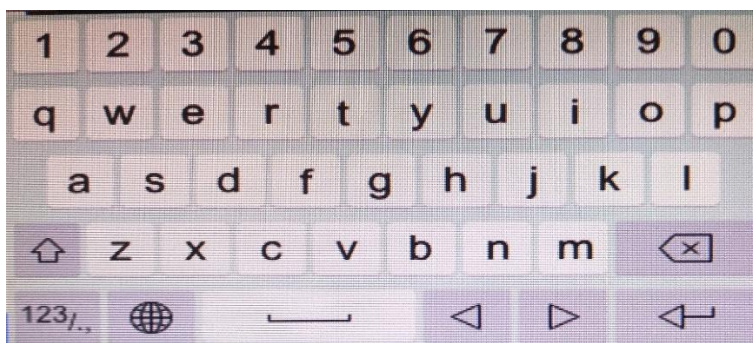 1 2 3 4 5 6 7 8 9 0
q w e r t y u i o p
a s d f g h j k l
z x c v b n m
123/.,